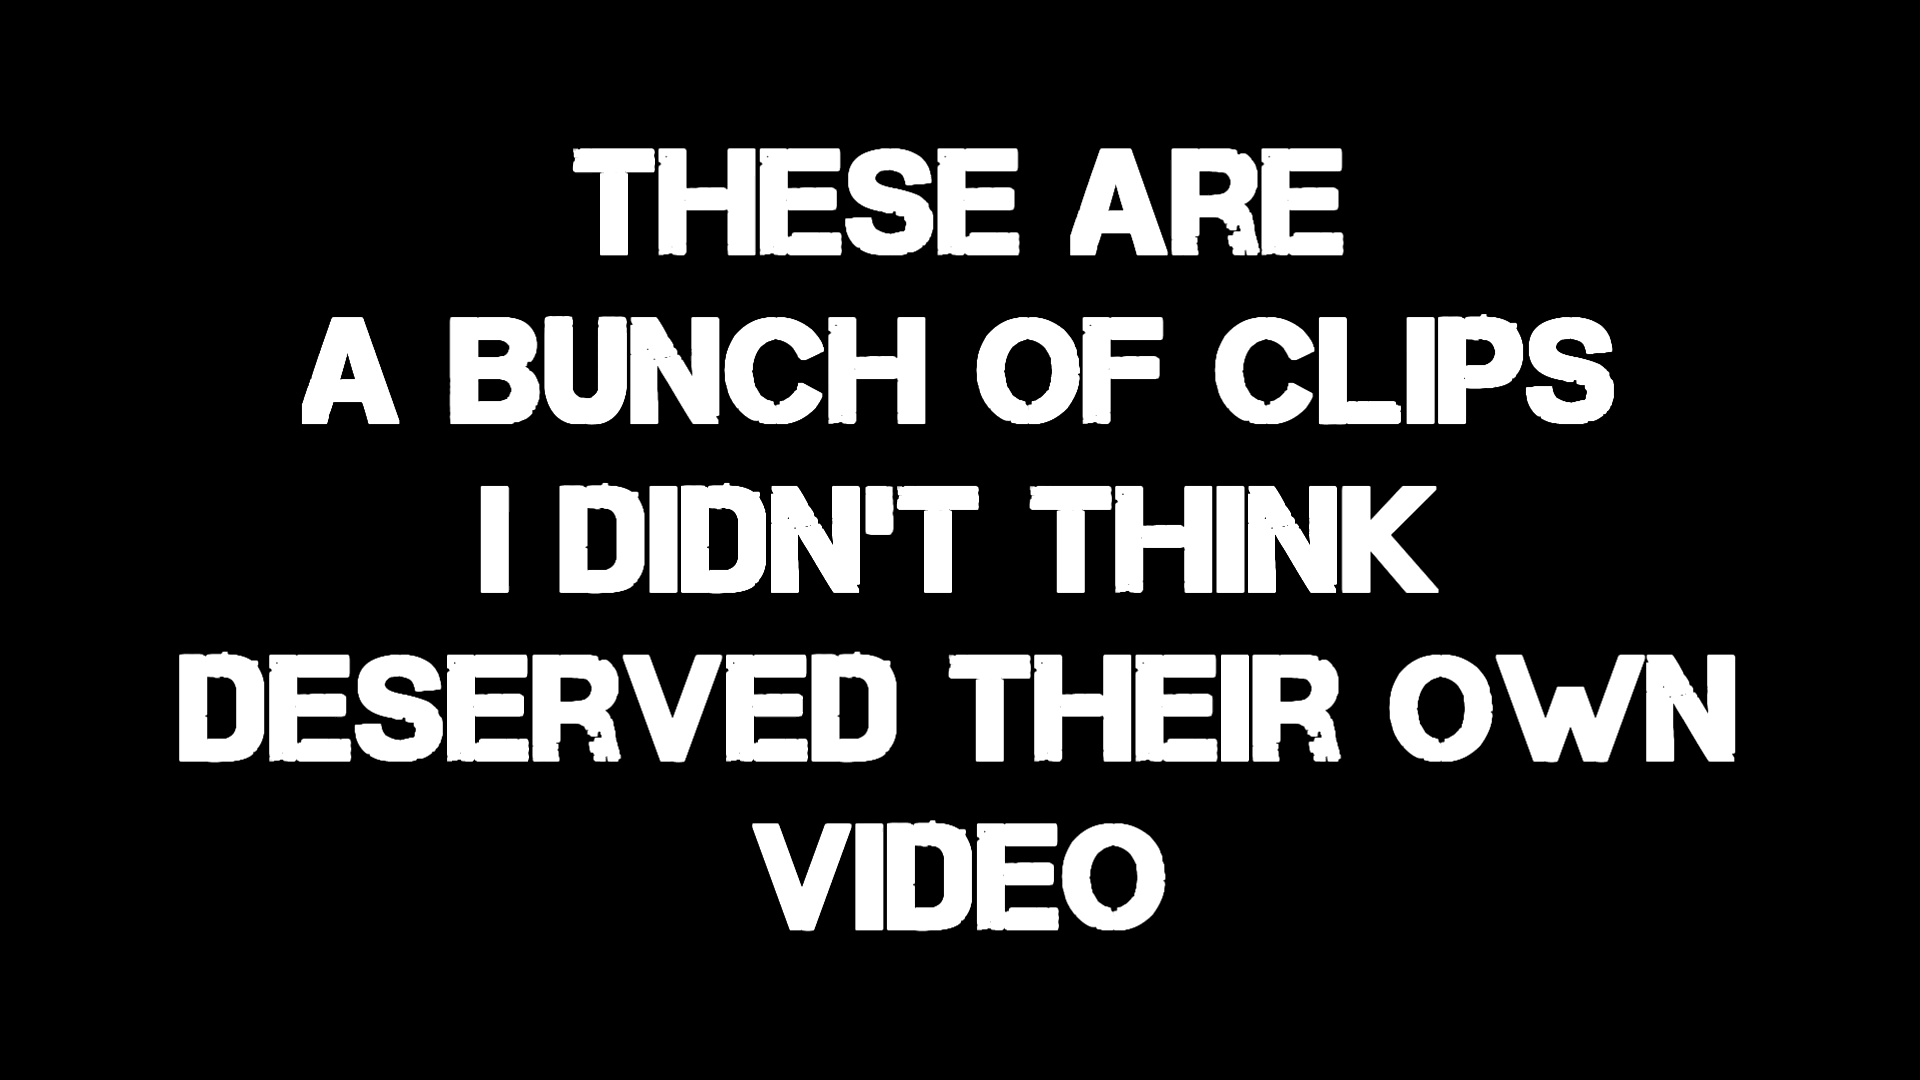 THESE ARE
A BUNCH OF CLIPS
I DIDN'T THINK
DESERVED THEIR OWN
VIDEO